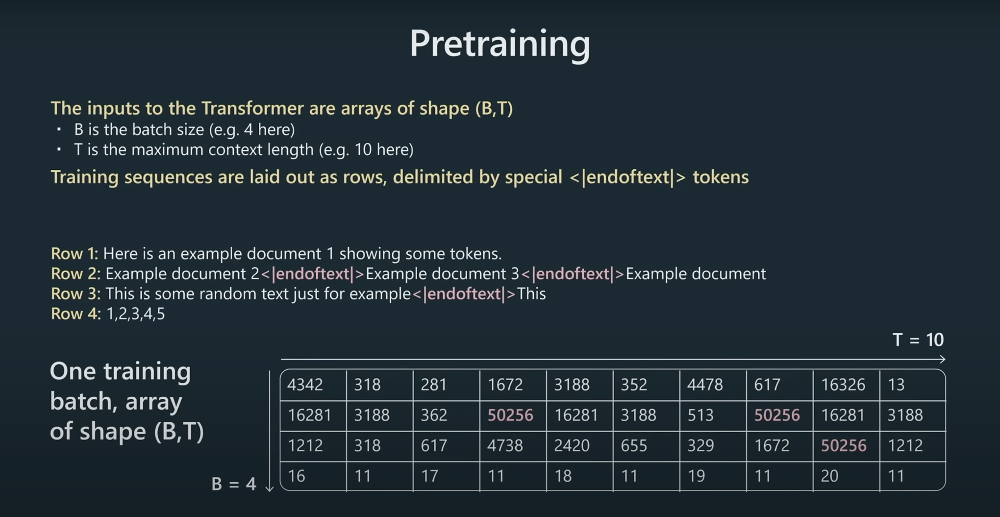 Pretraining
The inputs to the Transformer are arrays of shape (B,T)
· B is the batch size (e.g. 4 here)
· T is the maximum context length (e.g. 10 here)
Training sequences are laid out as rows, delimited by special <|endoftext|> tokens
Row 1: Here is an example document 1 showing some tokens.
Row 2: Example document 2<|endoftext|>Example document 3<|endoftext|>Example document
Row 3: This is some random text just for example<|endoftext|>This
Row 4: 1,2,3,4,5
T = 10
One training
batch, array
of shape (B,T)
B = 4
4342 318 281 1672 3188 352 4478 617 16326 13
16281 3188 362 50256 16281 3188 513 50256 16281 3188
1212 318 617 4738 2420 655 329 1672 50256 1212
16 11 17 11 18 11 19 11 20 11